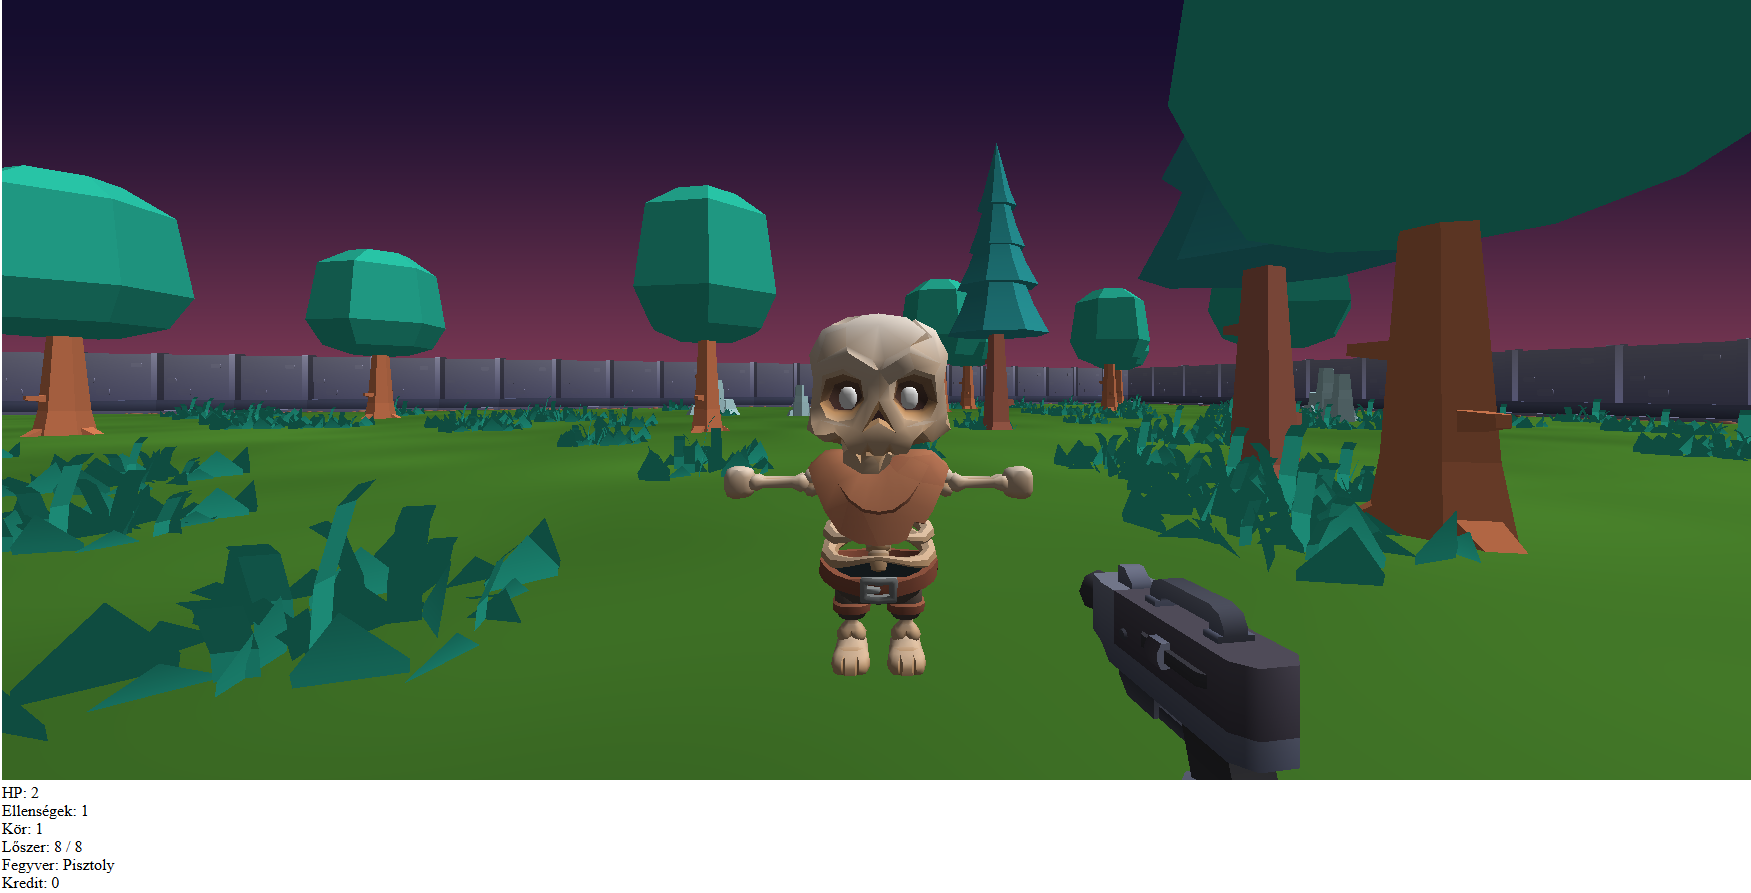 HP: 2
Ellenségek: 1
Kör: 1
Lőszer: 8 / 8
Fegyver: Pisztoly
Kredit: 0